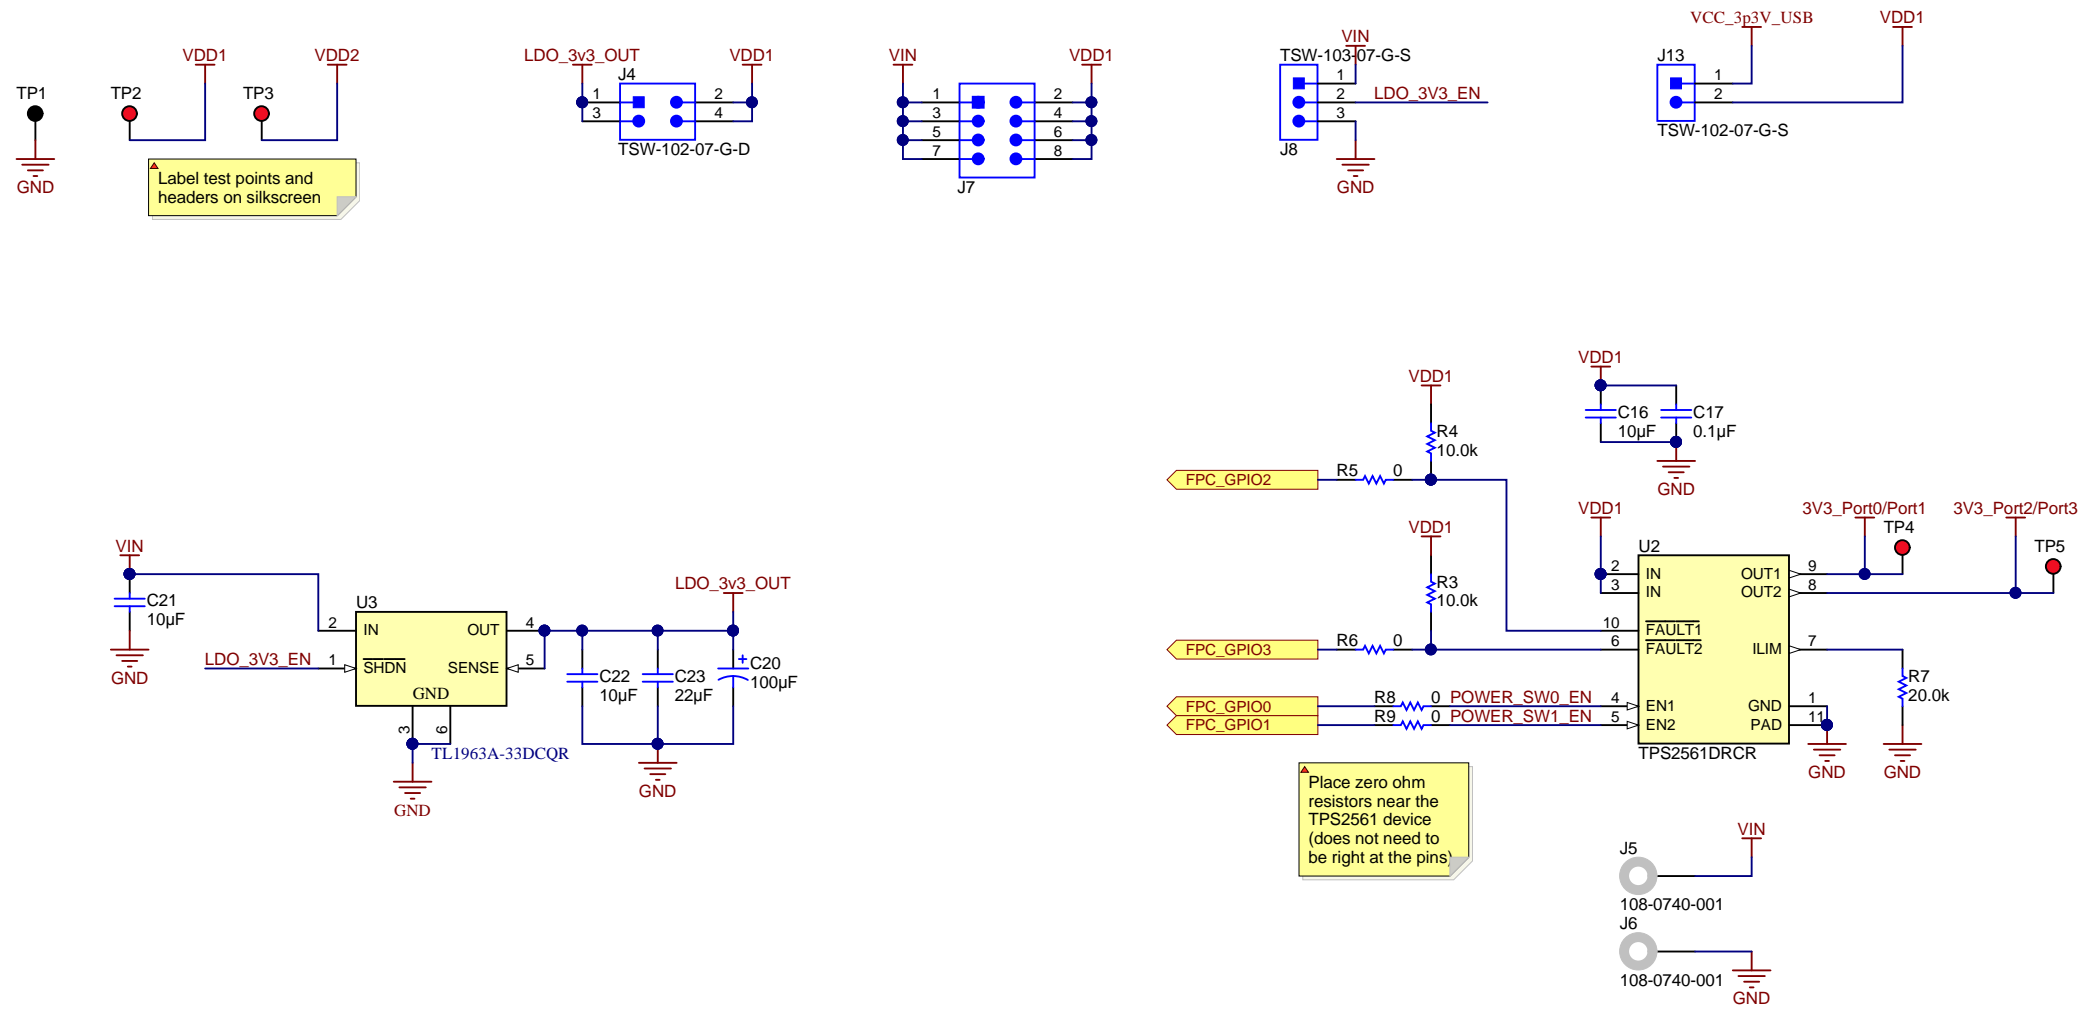 TP1
GND
TP2
VDD1
TP3
VDD2
Label test points and
headers on silkscreen
LDO_3v3_OUT
J4
VDD1
1
2
3
4
TSW-102-07-G-D
VIN
VDD1
1
2
3
4
5
6
7
8
J7
VIN
TSW-103-07-G-S
1
2
LDO_3V3_EN
3
J8
GND
VCC_3p3V_USB
VDD1
J13
1
2
TSW-102-07-G-S
VIN
C21
10µF
GND
LDO_3V3_EN
U3
2
IN
OUT
4
1
SHDN
SENSE
5
GND
3
6
TL1963A-33DCQR
GND
LDO_3v3_OUT
C22
10µF
C23
22µF
+
C20
100µF
GND
VDD1
C16
10µF
C17
0.1µF
GND
VDD1
R4
10.0k
FPC_GPIO2
R5
0
VDD1
R3
10.0k
FPC_GPIO3
R6
0
FPC_GPIO0
R8
0
POWER_SW0_EN
FPC_GPIO1
R9
0
POWER_SW1_EN
VDD1
U2
2
IN
OUT1
9
3
IN
OUT2
8
10
FAULT1
6
FAULT2
ILIM
7
4
EN1
GND
1
5
EN2
PAD
11
TPS2561DRCR
GND
3V3_Port0/Port1
TP4
3V3_Port2/Port3
TP5
R7
20.0k
GND
Place zero ohm
resistors near the
TPS2561 device
(does not need to
be right at the pins)
VIN
J5
108-0740-001
J6
108-0740-001
GND